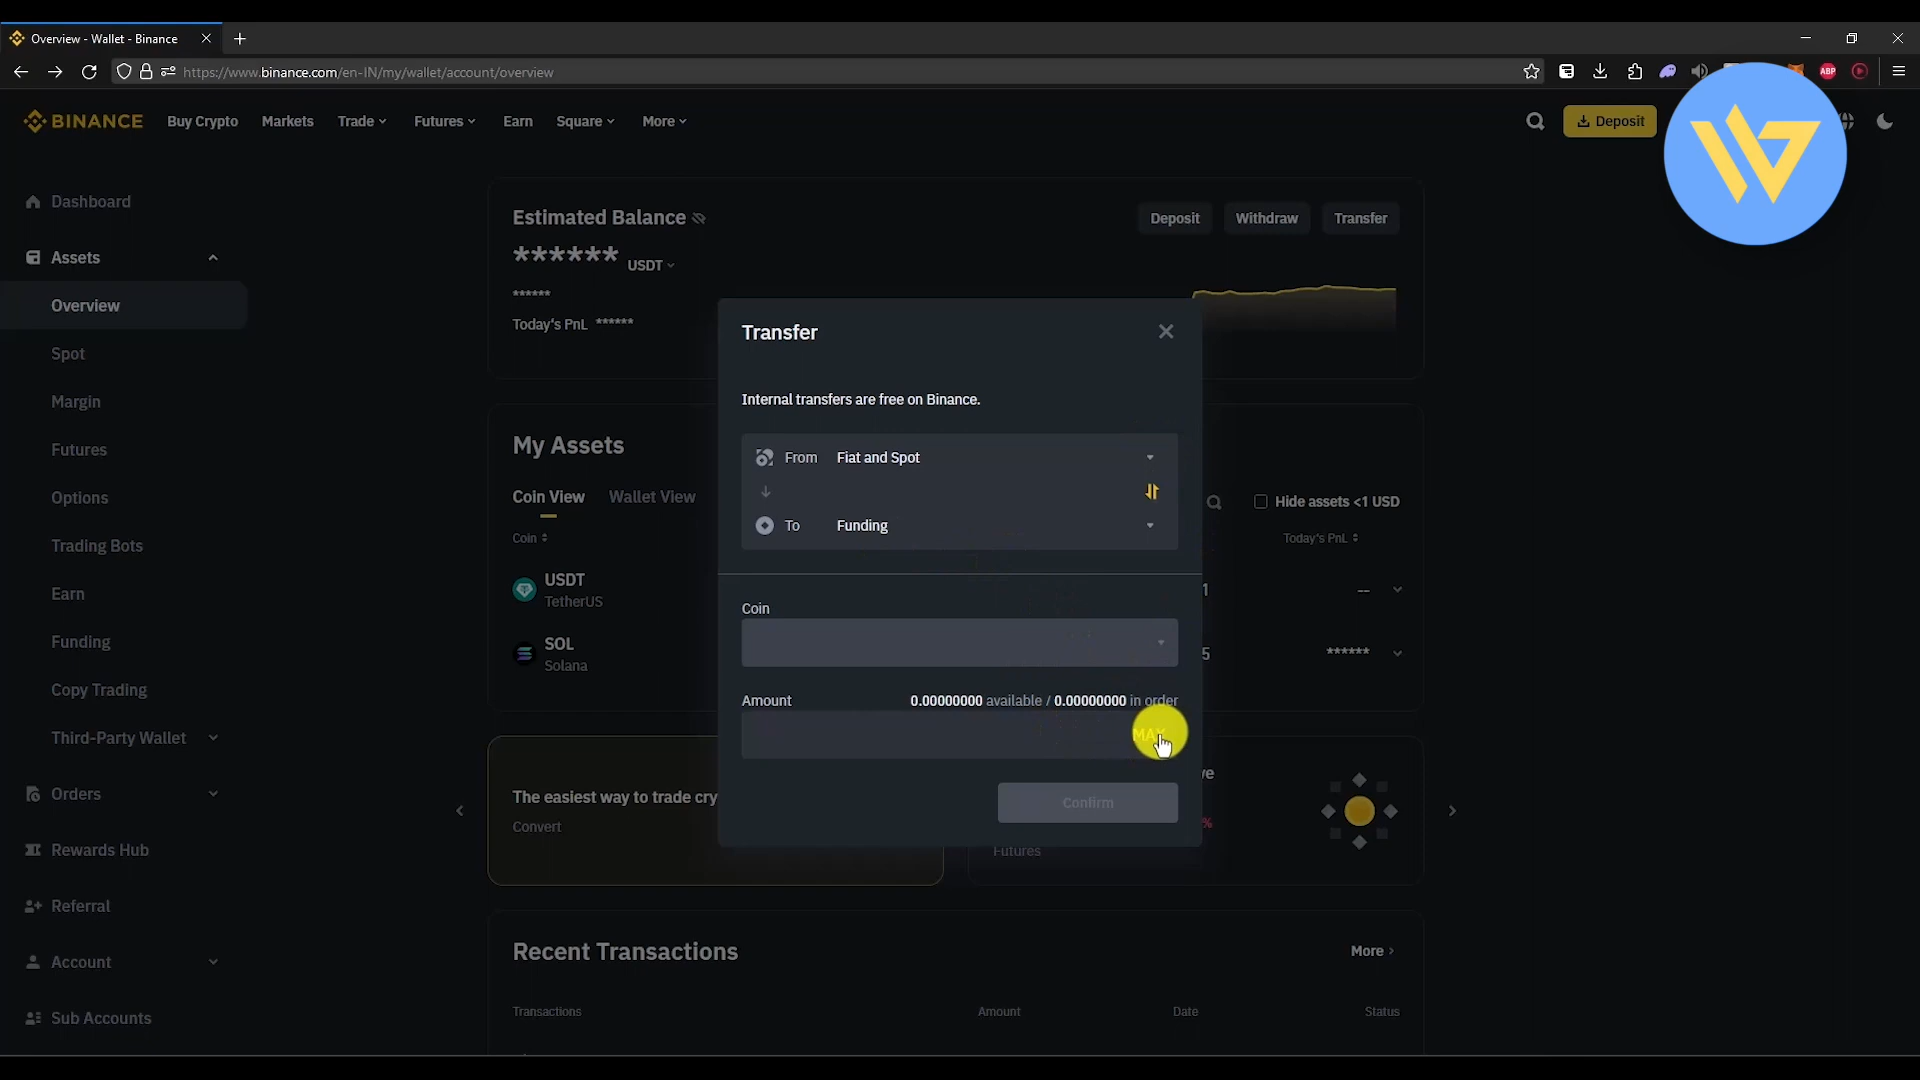 Overview - Wallet - Binance
https://www.binance.com/en-IN/my/wallet/account/overview
ABP
BINANCE Buy Crypto Markets Trade Futures Earn Square More Deposit
Dashboard
Assets
Overview
Spot
Margin
Futures
Options
Trading Bots
Earn
Funding
Copy Trading
Third-Party Wallet
Orders
Rewards Hub
Referral
Account
Sub Accounts
Estimated Balance Deposit Withdraw Transfer
****** USDT
******
Today's PnL ******
My Assets
Coin View Wallet View Hide assets <1 USD
Coin Today's PnL
USDT 1 --
TetherUS
SOL 5 ******
Solana
Transfer
Internal transfers are free on Binance.
From Fiat and Spot
To Funding
Coin
Amount 0.00000000 available / 0.00000000 in order
MAX
Confirm
The easiest way to trade cry
Convert
%
Futures
Recent Transactions More
Transactions Amount Date Status